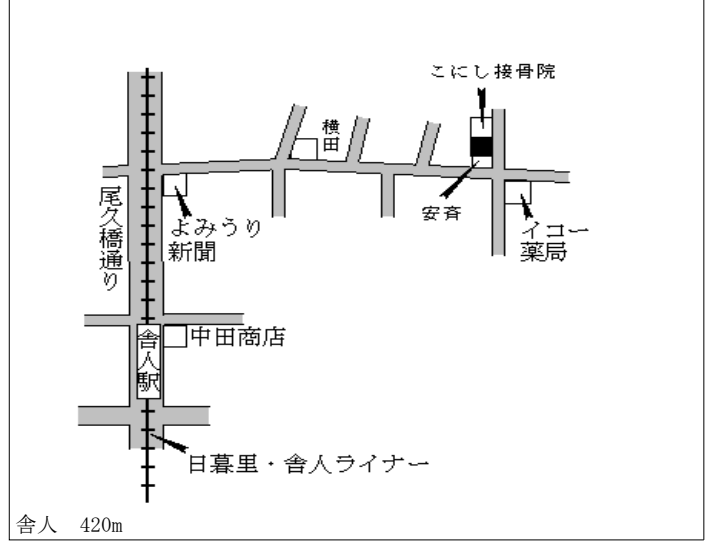 こにし接骨院
横田
安斉
イコー
薬局
よみうり
新聞
尾久橋通り
中田商店
舎人駅
日暮里・舎人ライナー
舎人　420m